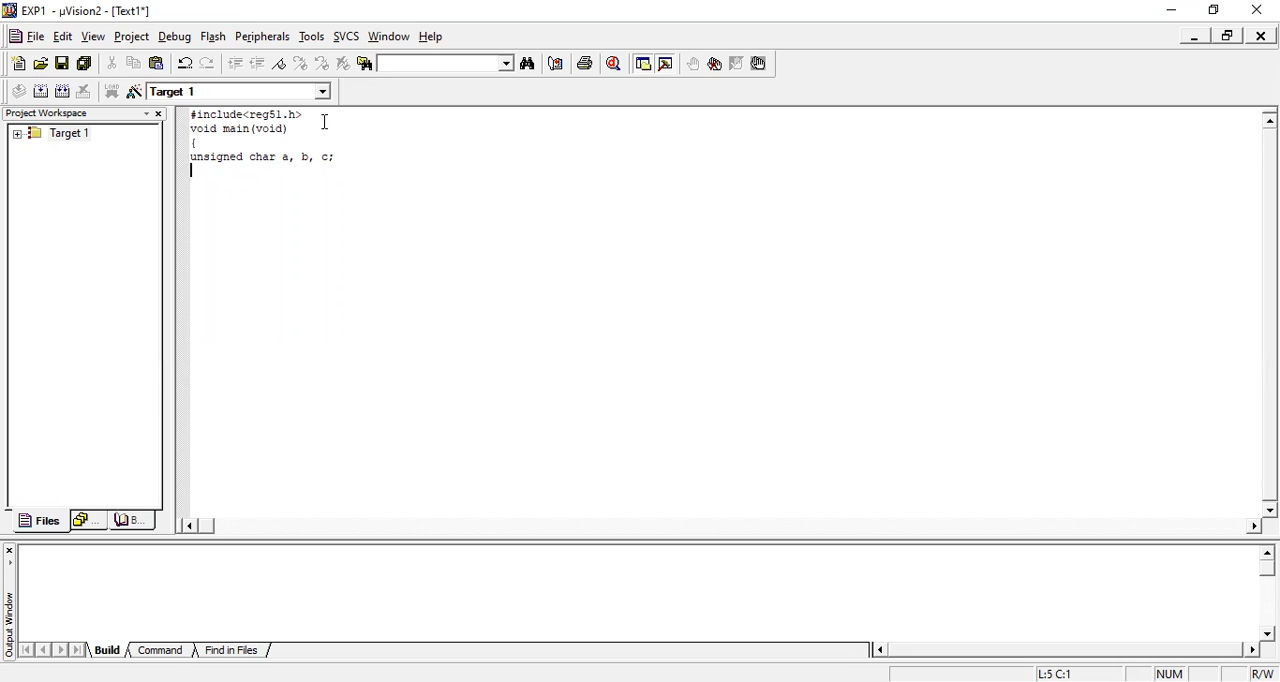 EXP1 - µVision2 - [Text1*]
File Edit View Project Debug Flash Peripherals Tools SVCS Window Help
LOAD Target 1
Project Workspace
Target 1
#include<reg51.h>
void main(void)
{
unsigned char a, b, c;
Files ... B...
Output Window
Build Command Find in Files
L:5 C:1 NUM R/W